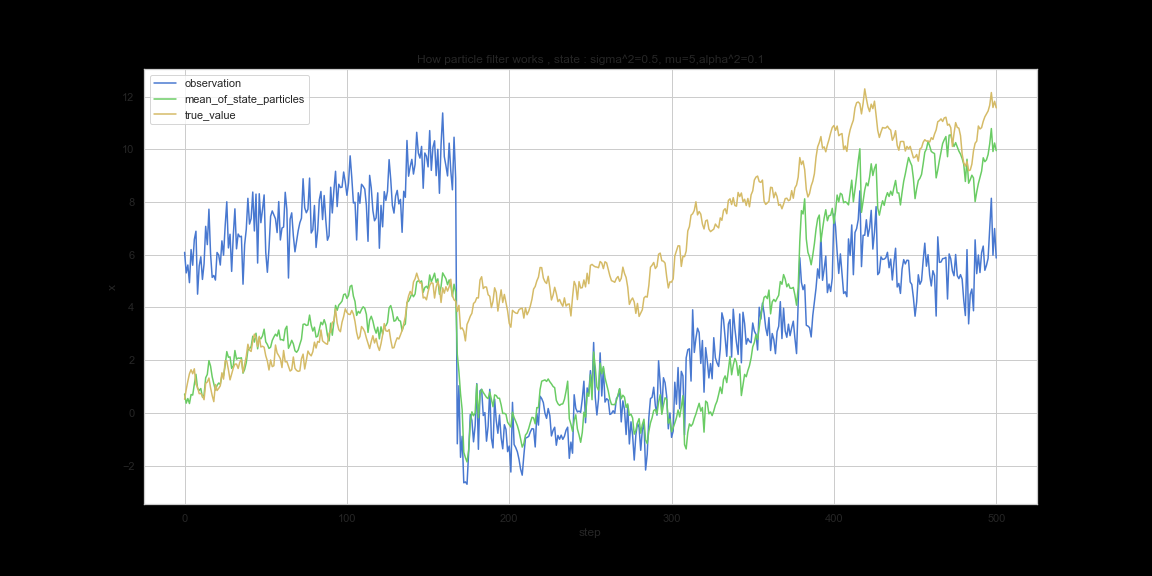 How particle filter works , state : sigma^2=0.5, mu=5,alpha^2=0.1
observation
mean_of_state_particles
true_value
12
10
8
6
4
2
0
−2
x
0 100 200 300 400 500
step